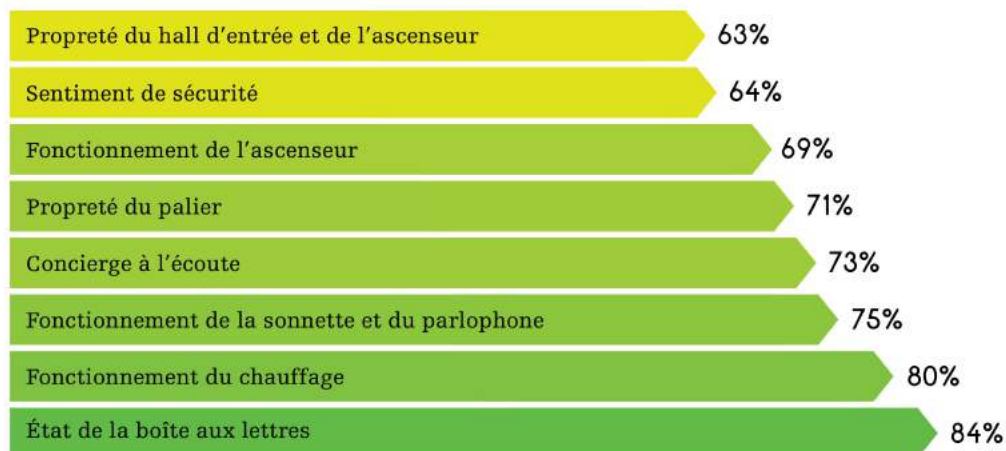 Propreté du hall d'entrée et de l'ascenseur 63%
Sentiment de sécurité 64%
Fonctionnement de l'ascenseur 69%
Propreté du palier 71%
Concierge à l'écoute 73%
Fonctionnement de la sonnette et du parlophone 75%
Fonctionnement du chauffage 80%
État de la boîte aux lettres 84%